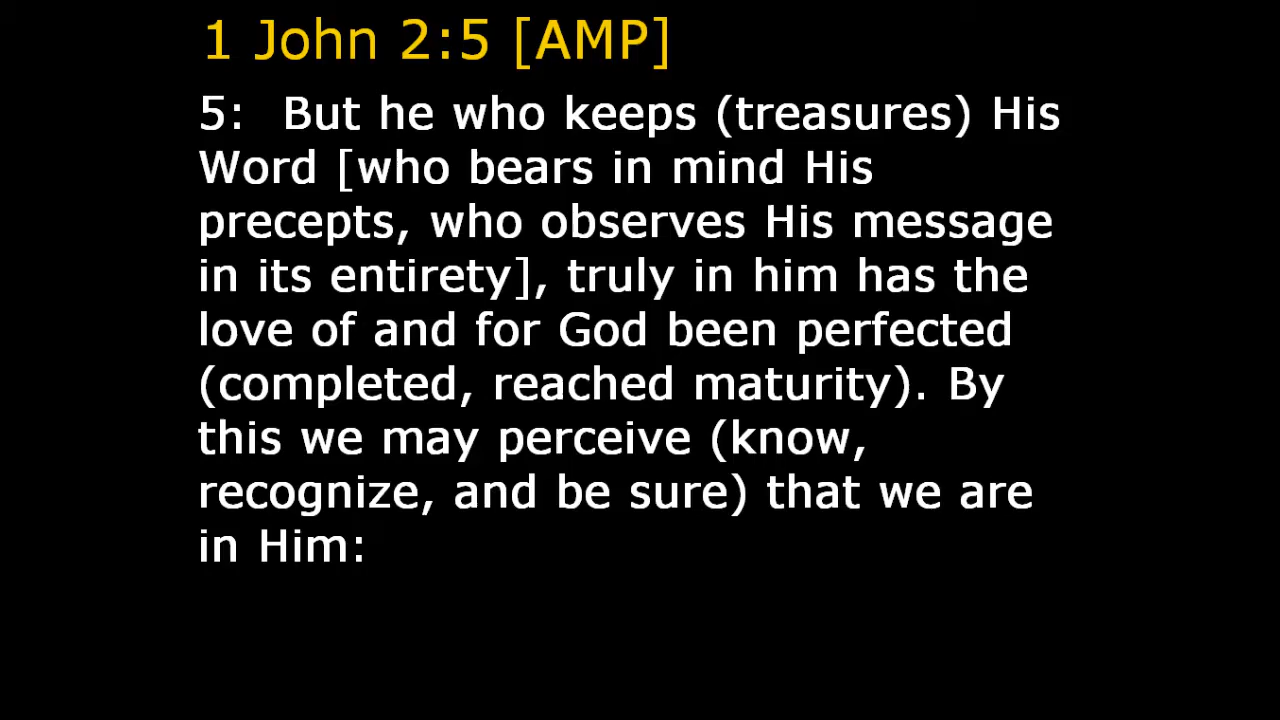 1 John 2:5 [AMP]
5: But he who keeps (treasures) His
Word [who bears in mind His
precepts, who observes His message
in its entirety], truly in him has the
love of and for God been perfected
(completed, reached maturity). By
this we may perceive (know,
recognize, and be sure) that we are
in Him: